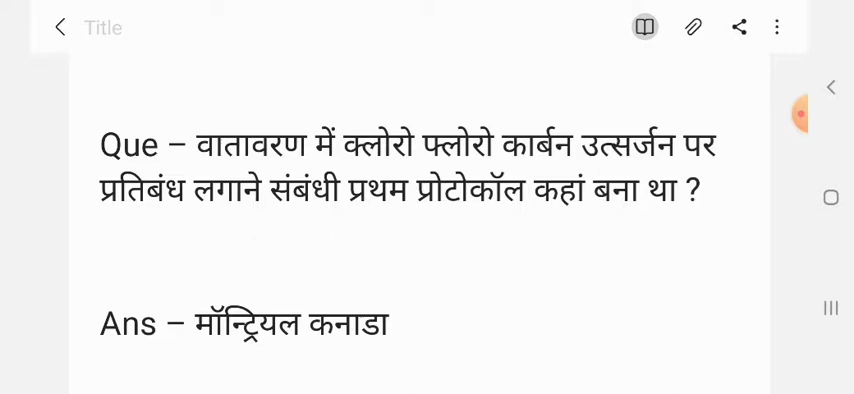 Title
Que – वातावरण में क्लोरो फ्लोरो कार्बन उत्सर्जन पर
प्रतिबंध लगाने संबंधी प्रथम प्रोटोकॉल कहां बना था ?
Ans – मॉन्ट्रियल कनाडा